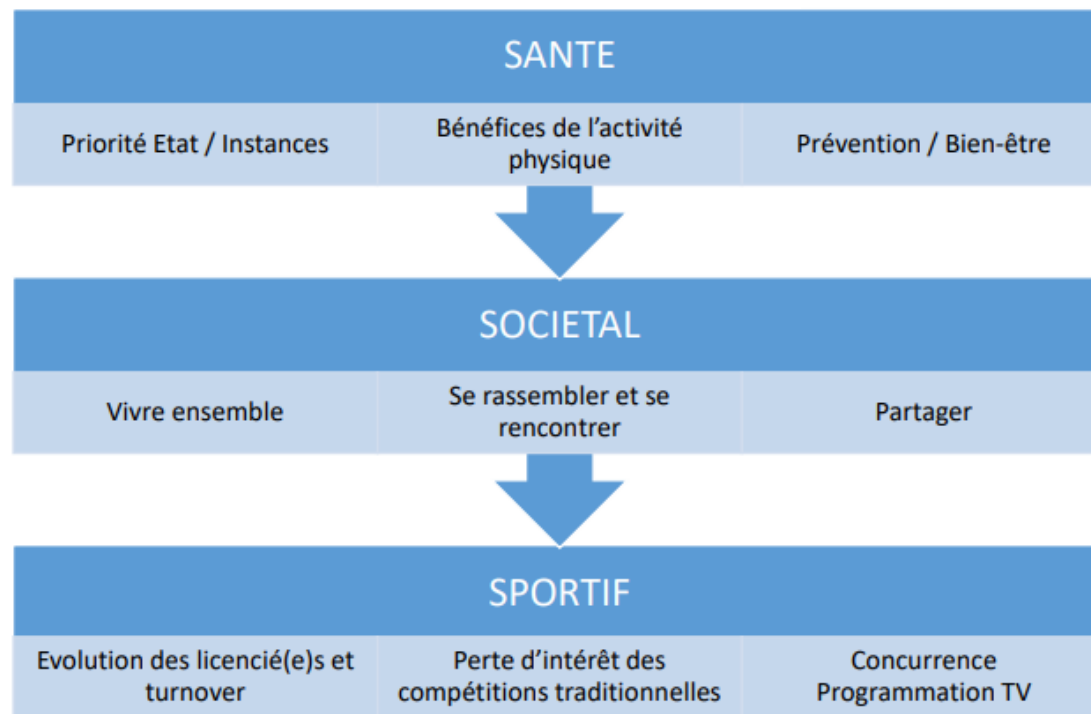 SANTE
Priorité Etat / Instances
Bénéfices de l’activité
physique
Prévention / Bien-être
SOCIETAL
Vivre ensemble
Se rassembler et se
rencontrer
Partager
SPORTIF
Evolution des licencié(e)s et
turnover
Perte d’intérêt des
compétitions traditionnelles
Concurrence
Programmation TV